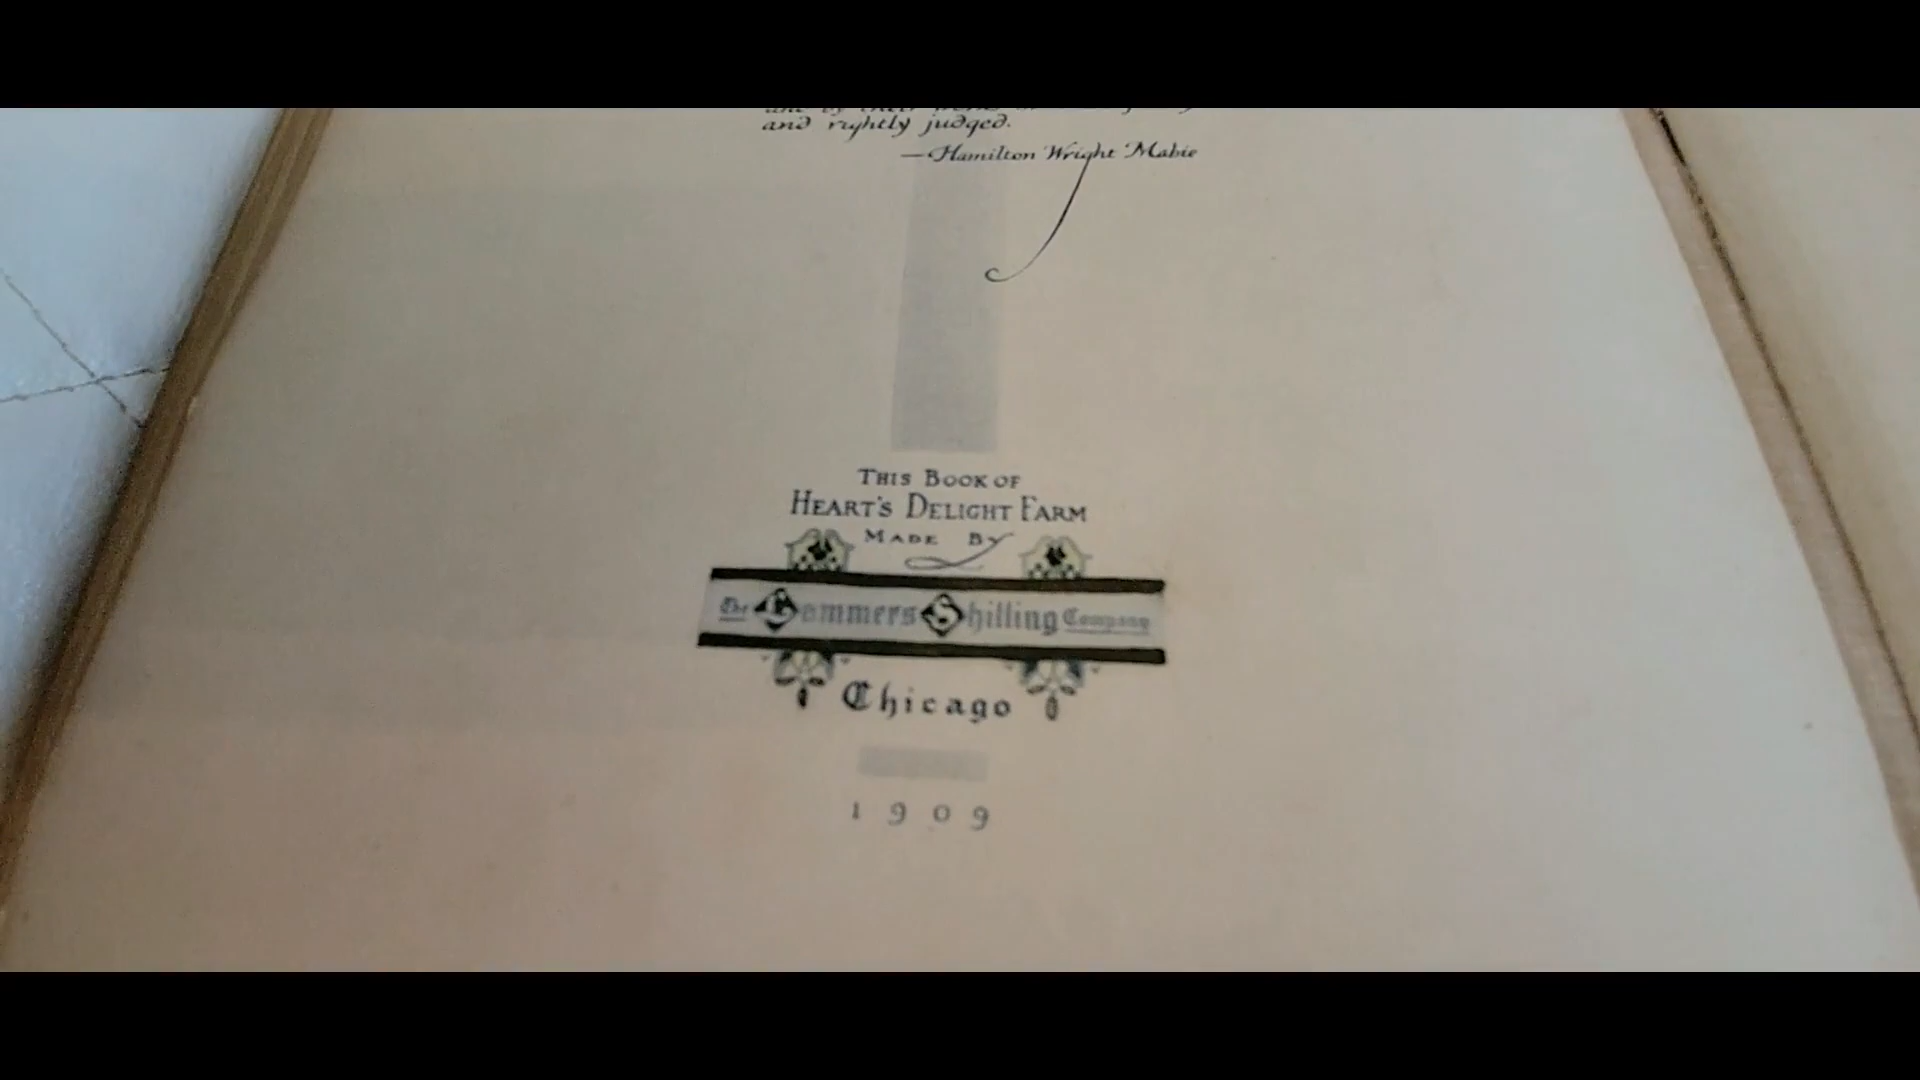 and rightly judged.
—Hamilton Wright Mabie
THIS BOOK OF
HEART'S DELIGHT FARM
MADE BY
The Gammers Shilling Company
Chicago
1909